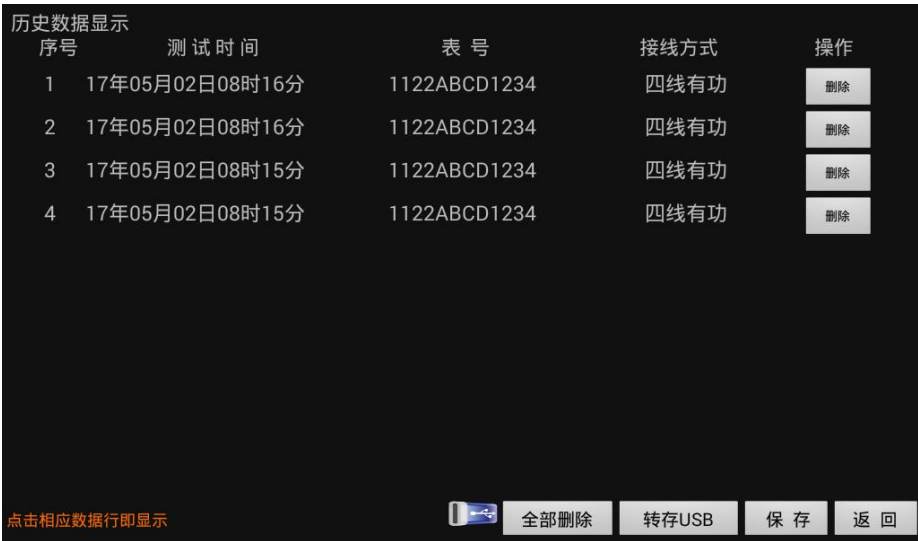 历史数据显示
序号 测试时间 表号 接线方式 操作
1 17年05月02日08时16分 1122ABCD1234 四线有功 删除
2 17年05月02日08时16分 1122ABCD1234 四线有功 删除
3 17年05月02日08时15分 1122ABCD1234 四线有功 删除
4 17年05月02日08时15分 1122ABCD1234 四线有功 删除
点击相应数据行即显示 全部删除 转存USB 保存 返回